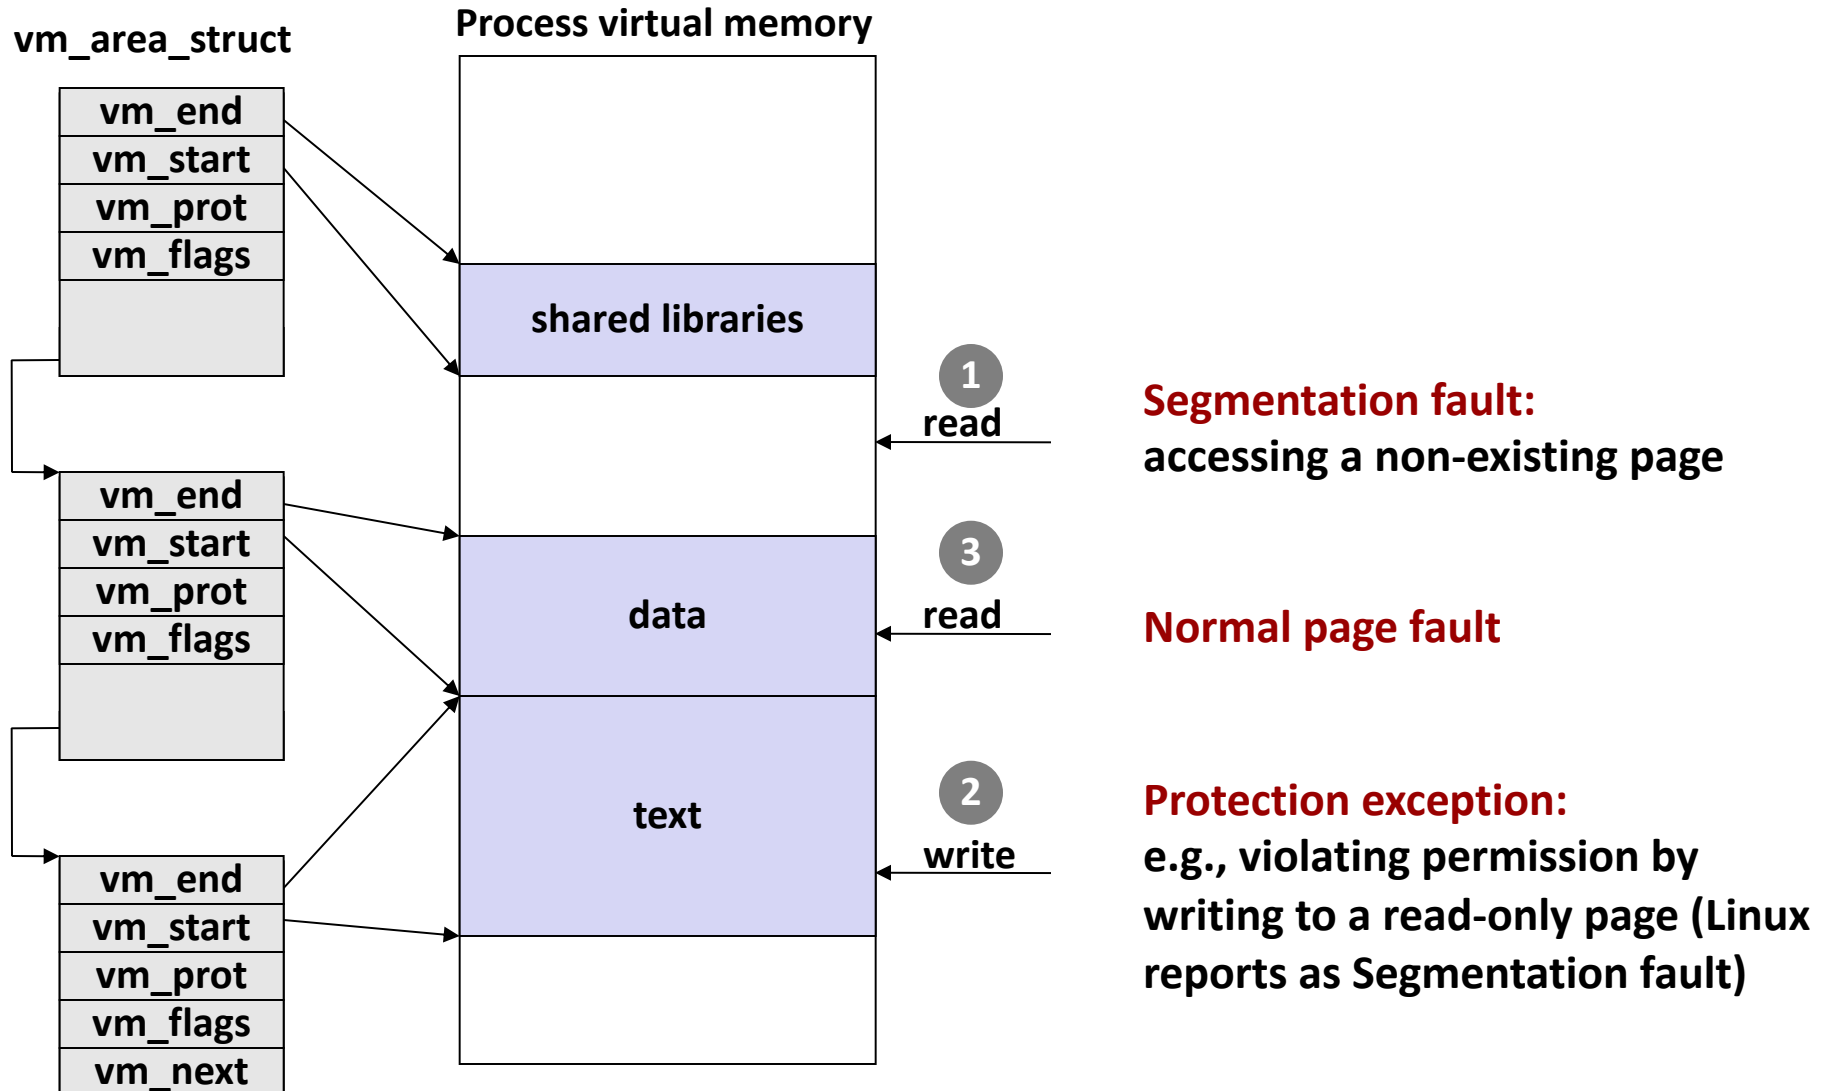 vm_area_struct
Process virtual memory
vm_end
vm_start
vm_prot
vm_flags
vm_end
vm_start
vm_prot
vm_flags
vm_end
vm_start
vm_prot
vm_flags
vm_next
shared libraries
data
text
1
read
3
read
2
write
Segmentation fault:
accessing a non-existing page
Normal page fault
Protection exception:
e.g., violating permission by
writing to a read-only page (Linux
reports as Segmentation fault)